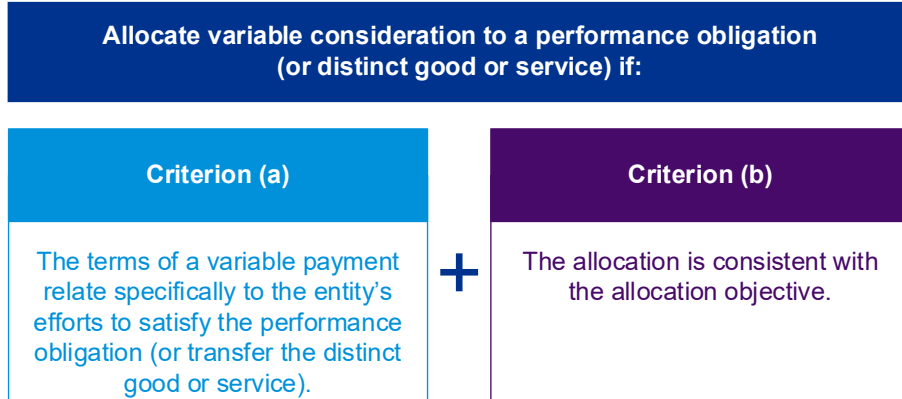 Allocate variable consideration to a performance obligation
(or distinct good or service) if:
Criterion (a)
The terms of a variable payment
relate specifically to the entity’s
efforts to satisfy the performance
obligation (or transfer the distinct
good or service).
+
Criterion (b)
The allocation is consistent with
the allocation objective.